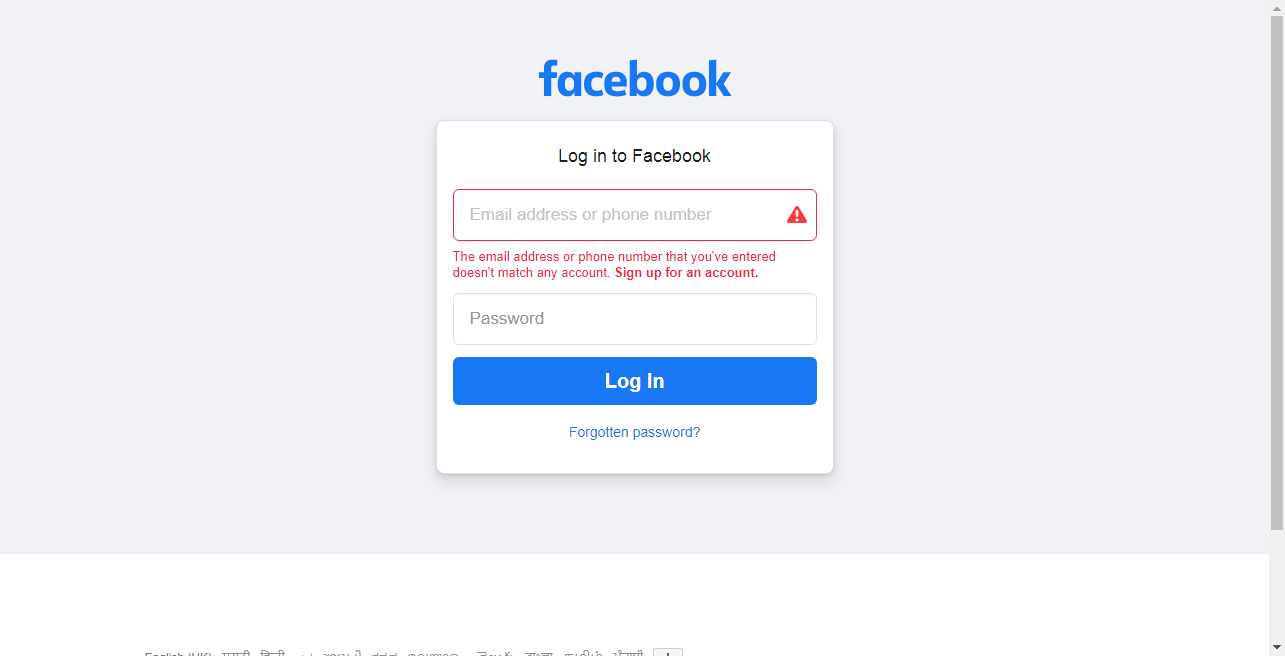 facebook
Log in to Facebook
Email address or phone number
The email address or phone number that you've entered
doesn't match any account. Sign up for an account.
Password
Log In
Forgotten password?
English (UK) मराठी हिन्दी